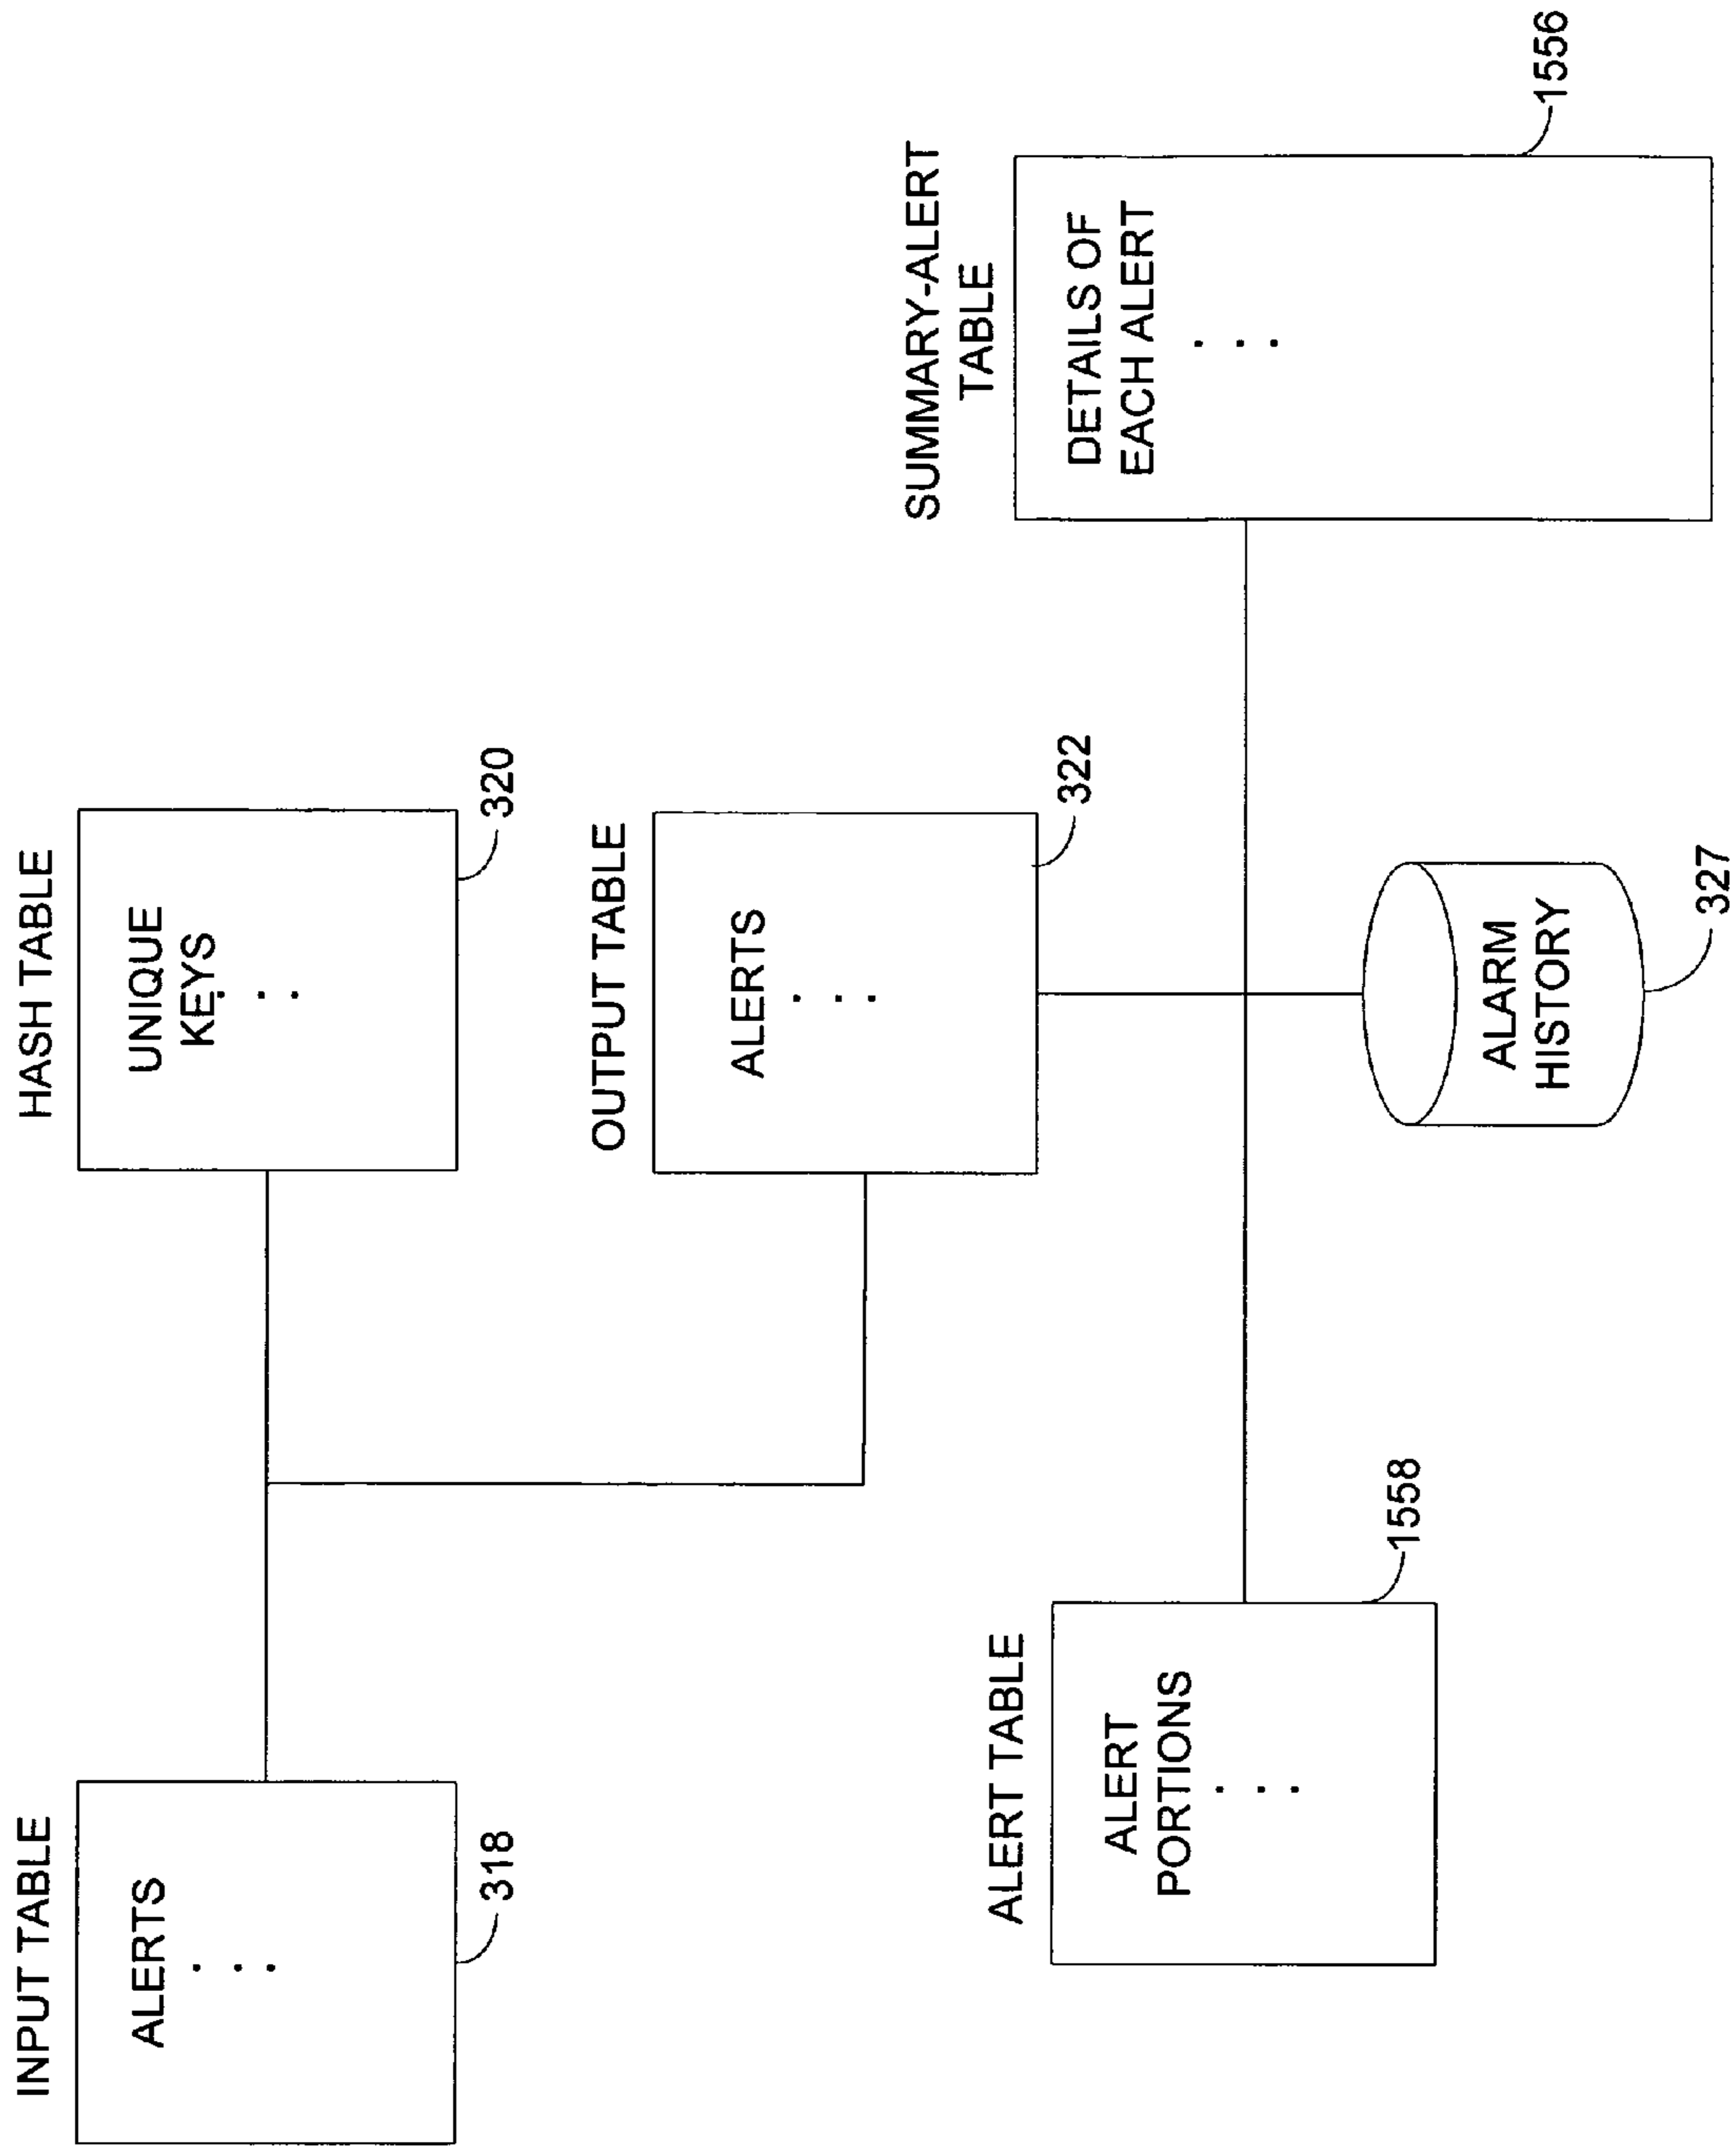 INPUT TABLE
ALERTS
318
HASH TABLE
UNIQUE
KEYS
320
OUTPUT TABLE
ALERTS
322
ALERT TABLE
ALERT
PORTIONS
1558
ALARM
HISTORY
327
SUMMARY-ALERT
TABLE
DETAILS OF
EACH ALERT
1556